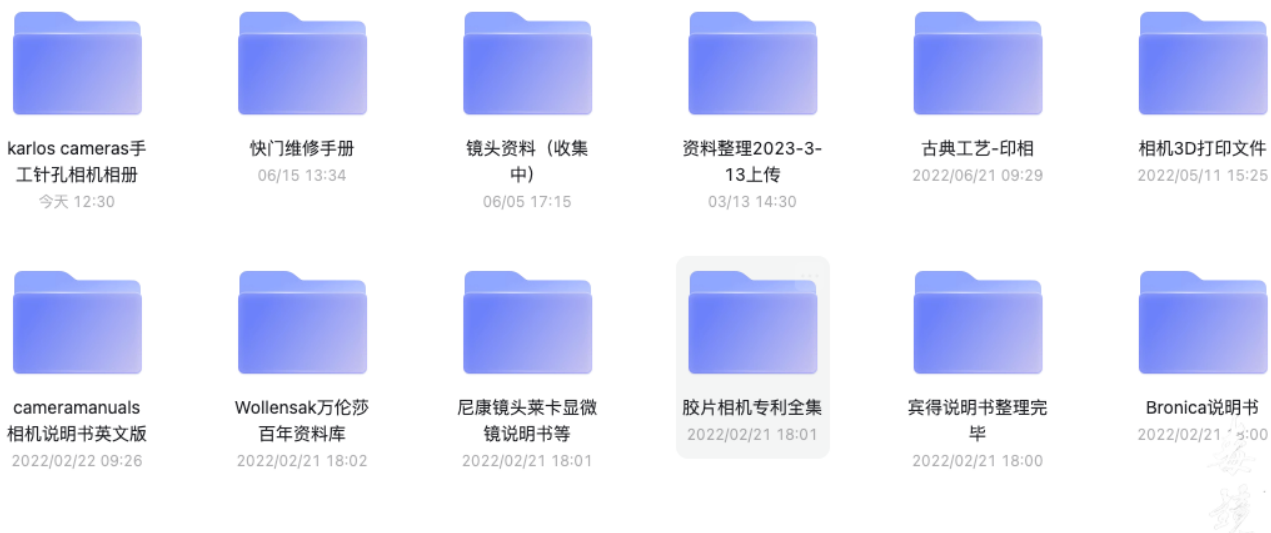 karlos cameras手
工针孔相机相册
今天 12:30
快门维修手册
06/15 13:34
镜头资料（收集
中）
06/05 17:15
资料整理2023-3-
13上传
03/13 14:30
古典工艺-印相
2022/06/21 09:29
相机3D打印文件
2022/05/11 15:25
cameramanuals
相机说明书英文版
2022/02/22 09:26
Wollensak万伦莎
百年资料库
2022/02/21 18:02
尼康镜头莱卡显微
镜说明书等
2022/02/21 18:01
胶片相机专利全集
2022/02/21 18:01
宾得说明书整理完
毕
2022/02/21 18:00
Bronica说明书
2022/02/21